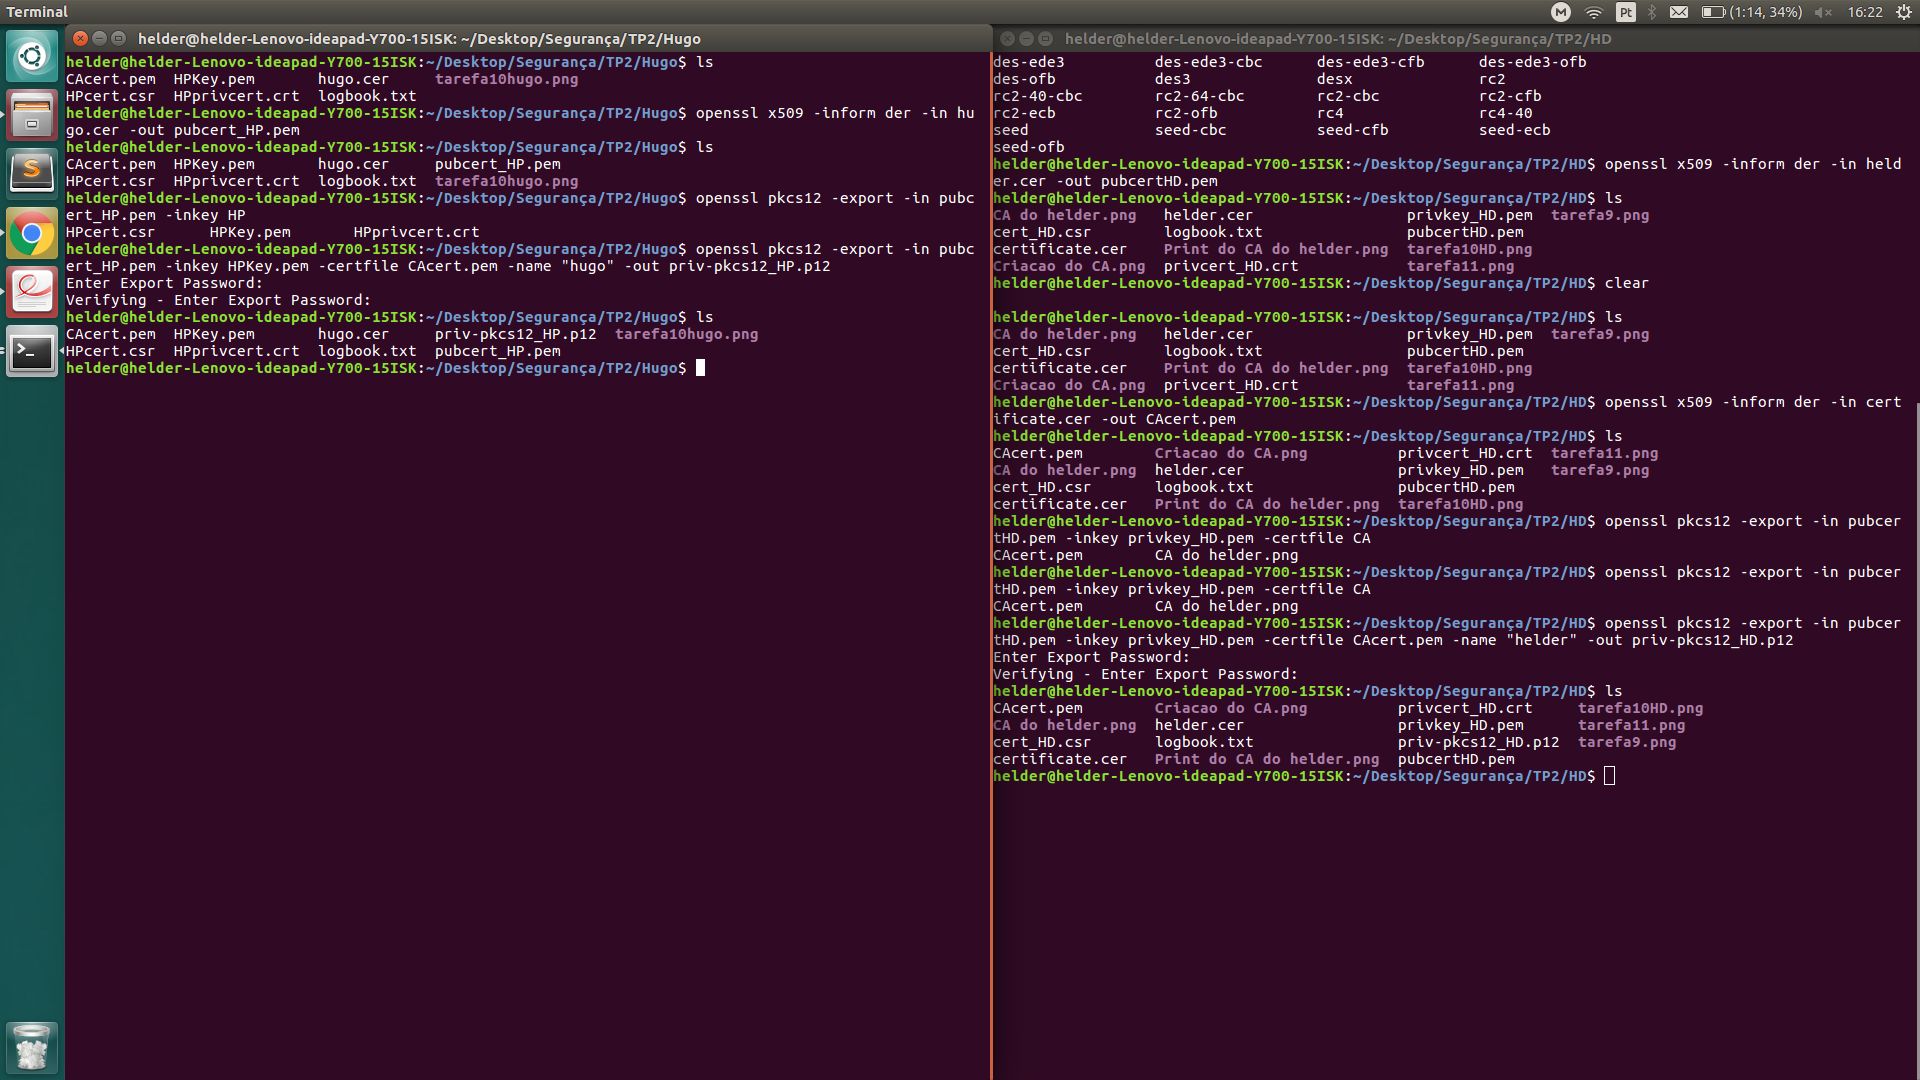 Terminal
M
Pt
(1:14, 34%)
16:22
helder@helder-Lenovo-ideapad-Y700-15ISK: ~/Desktop/Segurança/TP2/Hugo
helder@helder-Lenovo-ideapad-Y700-15ISK:~/Desktop/Segurança/TP2/Hugo$ ls
CAcert.pem  HPKey.pem       hugo.cer     tarefa10hugo.png
HPcert.csr  HPprivcert.crt  logbook.txt
helder@helder-Lenovo-ideapad-Y700-15ISK:~/Desktop/Segurança/TP2/Hugo$ openssl x509 -inform der -in hu
go.cer -out pubcert_HP.pem
helder@helder-Lenovo-ideapad-Y700-15ISK:~/Desktop/Segurança/TP2/Hugo$ ls
CAcert.pem  HPKey.pem       hugo.cer     pubcert_HP.pem
HPcert.csr  HPprivcert.crt  logbook.txt  tarefa10hugo.png
helder@helder-Lenovo-ideapad-Y700-15ISK:~/Desktop/Segurança/TP2/Hugo$ openssl pkcs12 -export -in pubc
ert_HP.pem -inkey HP
HPcert.csr      HPKey.pem       HPprivcert.crt
helder@helder-Lenovo-ideapad-Y700-15ISK:~/Desktop/Segurança/TP2/Hugo$ openssl pkcs12 -export -in pubc
ert_HP.pem -inkey HPKey.pem -certfile CAcert.pem -name "hugo" -out priv-pkcs12_HP.p12
Enter Export Password:
Verifying - Enter Export Password:
helder@helder-Lenovo-ideapad-Y700-15ISK:~/Desktop/Segurança/TP2/Hugo$ ls
CAcert.pem  HPKey.pem       hugo.cer     priv-pkcs12_HP.p12  tarefa10hugo.png
HPcert.csr  HPprivcert.crt  logbook.txt  pubcert_HP.pem
helder@helder-Lenovo-ideapad-Y700-15ISK:~/Desktop/Segurança/TP2/Hugo$
helder@helder-Lenovo-ideapad-Y700-15ISK: ~/Desktop/Segurança/TP2/HD
des-ede3          des-ede3-cbc      des-ede3-cfb      des-ede3-ofb
des-ofb           des3              desx              rc2
rc2-40-cbc        rc2-64-cbc        rc2-cbc           rc2-cfb
rc2-ecb           rc2-ofb           rc4               rc4-40
seed              seed-cbc          seed-cfb          seed-ecb
seed-ofb
helder@helder-Lenovo-ideapad-Y700-15ISK:~/Desktop/Segurança/TP2/HD$ openssl x509 -inform der -in held
er.cer -out pubcertHD.pem
helder@helder-Lenovo-ideapad-Y700-15ISK:~/Desktop/Segurança/TP2/HD$ ls
CA do helder.png   helder.cer                 privkey_HD.pem  tarefa9.png
cert_HD.csr        logbook.txt                pubcertHD.pem
certificate.cer    Print do CA do helder.png  tarefa10HD.png
Criacao do CA.png  privcert_HD.crt            tarefa11.png
helder@helder-Lenovo-ideapad-Y700-15ISK:~/Desktop/Segurança/TP2/HD$ clear
helder@helder-Lenovo-ideapad-Y700-15ISK:~/Desktop/Segurança/TP2/HD$ ls
CA do helder.png   helder.cer                 privkey_HD.pem  tarefa9.png
cert_HD.csr        logbook.txt                pubcertHD.pem
certificate.cer    Print do CA do helder.png  tarefa10HD.png
Criacao do CA.png  privcert_HD.crt            tarefa11.png
helder@helder-Lenovo-ideapad-Y700-15ISK:~/Desktop/Segurança/TP2/HD$ openssl x509 -inform der -in cert
ificate.cer -out CAcert.pem
helder@helder-Lenovo-ideapad-Y700-15ISK:~/Desktop/Segurança/TP2/HD$ ls
CAcert.pem        Criacao do CA.png          privcert_HD.crt  tarefa11.png
CA do helder.png  helder.cer                 privkey_HD.pem   tarefa9.png
cert_HD.csr       logbook.txt                pubcertHD.pem
certificate.cer   Print do CA do helder.png  tarefa10HD.png
helder@helder-Lenovo-ideapad-Y700-15ISK:~/Desktop/Segurança/TP2/HD$ openssl pkcs12 -export -in pubcer
tHD.pem -inkey privkey_HD.pem -certfile CA
CAcert.pem        CA do helder.png
helder@helder-Lenovo-ideapad-Y700-15ISK:~/Desktop/Segurança/TP2/HD$ openssl pkcs12 -export -in pubcer
tHD.pem -inkey privkey_HD.pem -certfile CA
CAcert.pem        CA do helder.png
helder@helder-Lenovo-ideapad-Y700-15ISK:~/Desktop/Segurança/TP2/HD$ openssl pkcs12 -export -in pubcer
tHD.pem -inkey privkey_HD.pem -certfile CAcert.pem -name "helder" -out priv-pkcs12_HD.p12
Enter Export Password:
Verifying - Enter Export Password:
helder@helder-Lenovo-ideapad-Y700-15ISK:~/Desktop/Segurança/TP2/HD$ ls
CAcert.pem        Criacao do CA.png          privcert_HD.crt     tarefa10HD.png
CA do helder.png  helder.cer                 privkey_HD.pem      tarefa11.png
cert_HD.csr       logbook.txt                priv-pkcs12_HD.p12  tarefa9.png
certificate.cer   Print do CA do helder.png  pubcertHD.pem
helder@helder-Lenovo-ideapad-Y700-15ISK:~/Desktop/Segurança/TP2/HD$